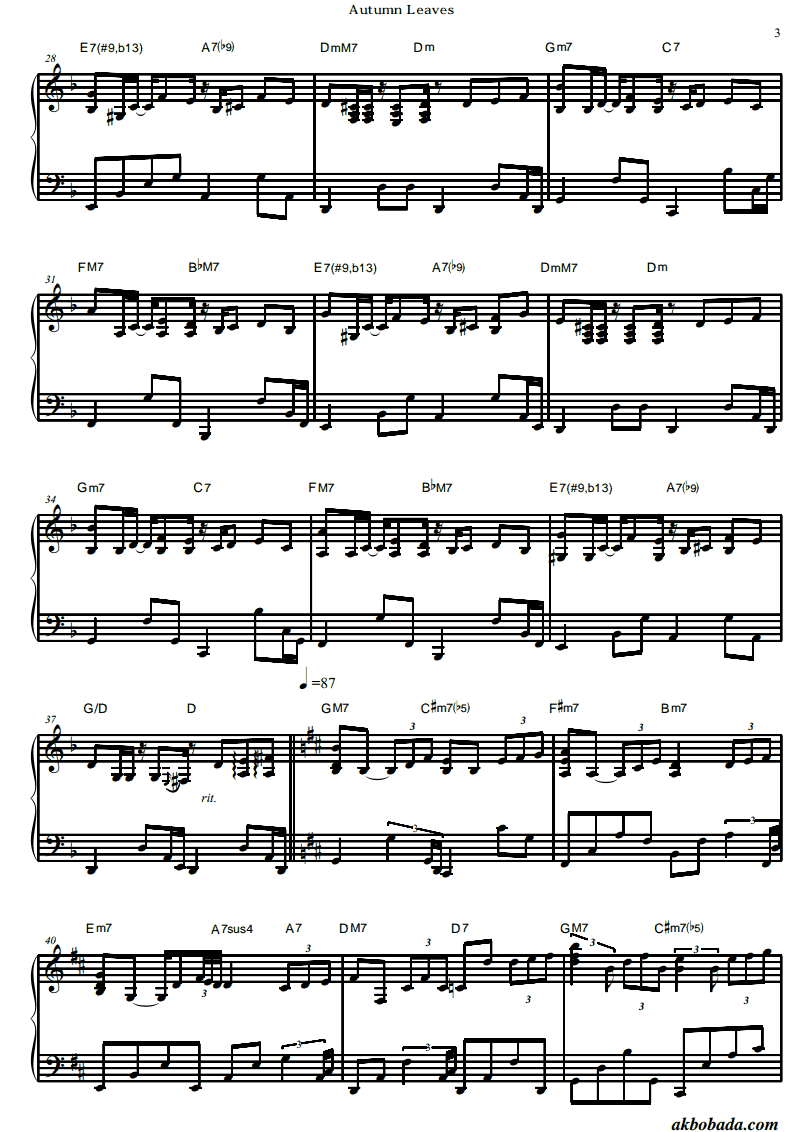 Autumn Leaves
3
E7(#9,b13) A7(♭9) DmM7 Dm Gm7 C7
28
FM7 B♭M7 E7(#9,b13) A7(♭9) DmM7 Dm
31
Gm7 C7 FM7 B♭M7 E7(#9,b13) A7(♭9)
34
♩=87
G/D D GM7 C♯m7(♭5) F♯m7 Bm7
37
3 3 3
rit.
3 3
Em7 A7sus4 A7 DM7 D7 GM7 C♯m7(♭5)
40
3 3 3 3
3 3 3 3
3 3
akbobada.com